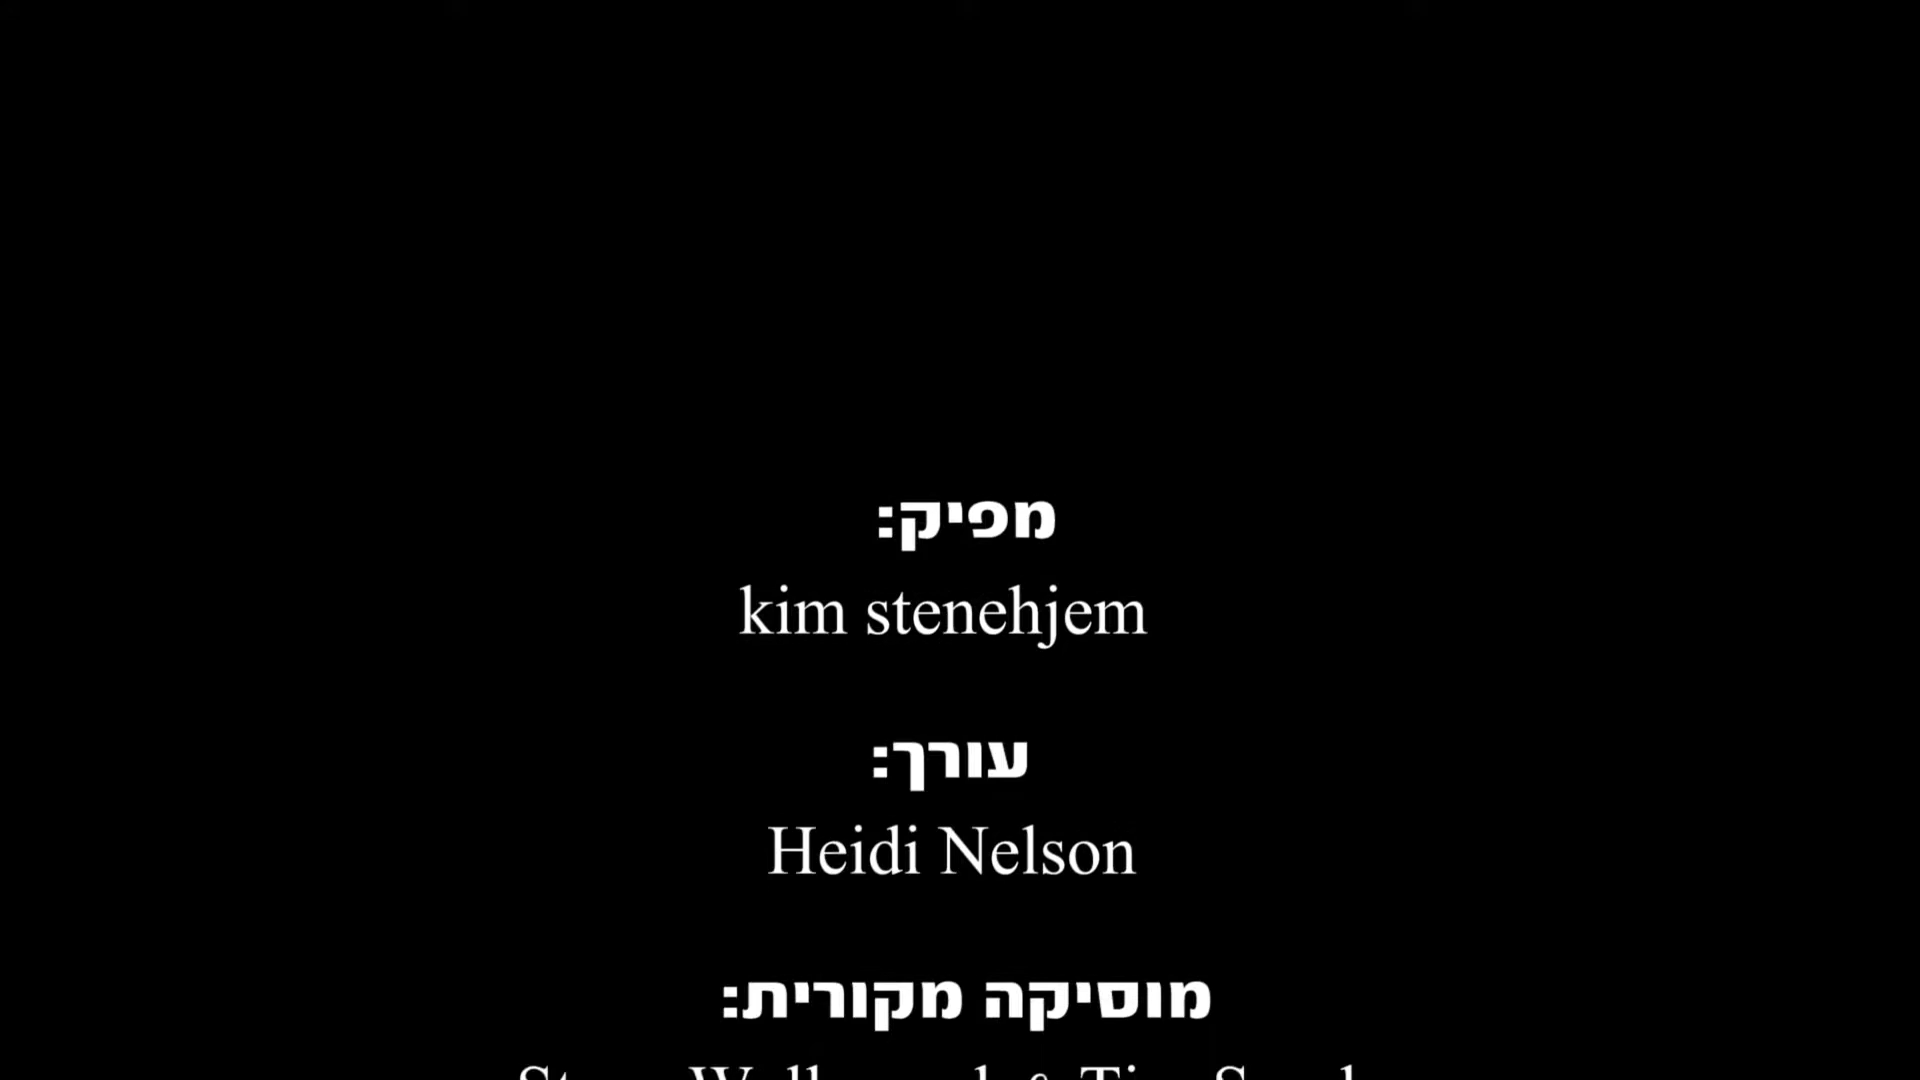 מפיק:
kim stenehjem
עורך:
Heidi Nelson
מוסיקה מקורית:
&